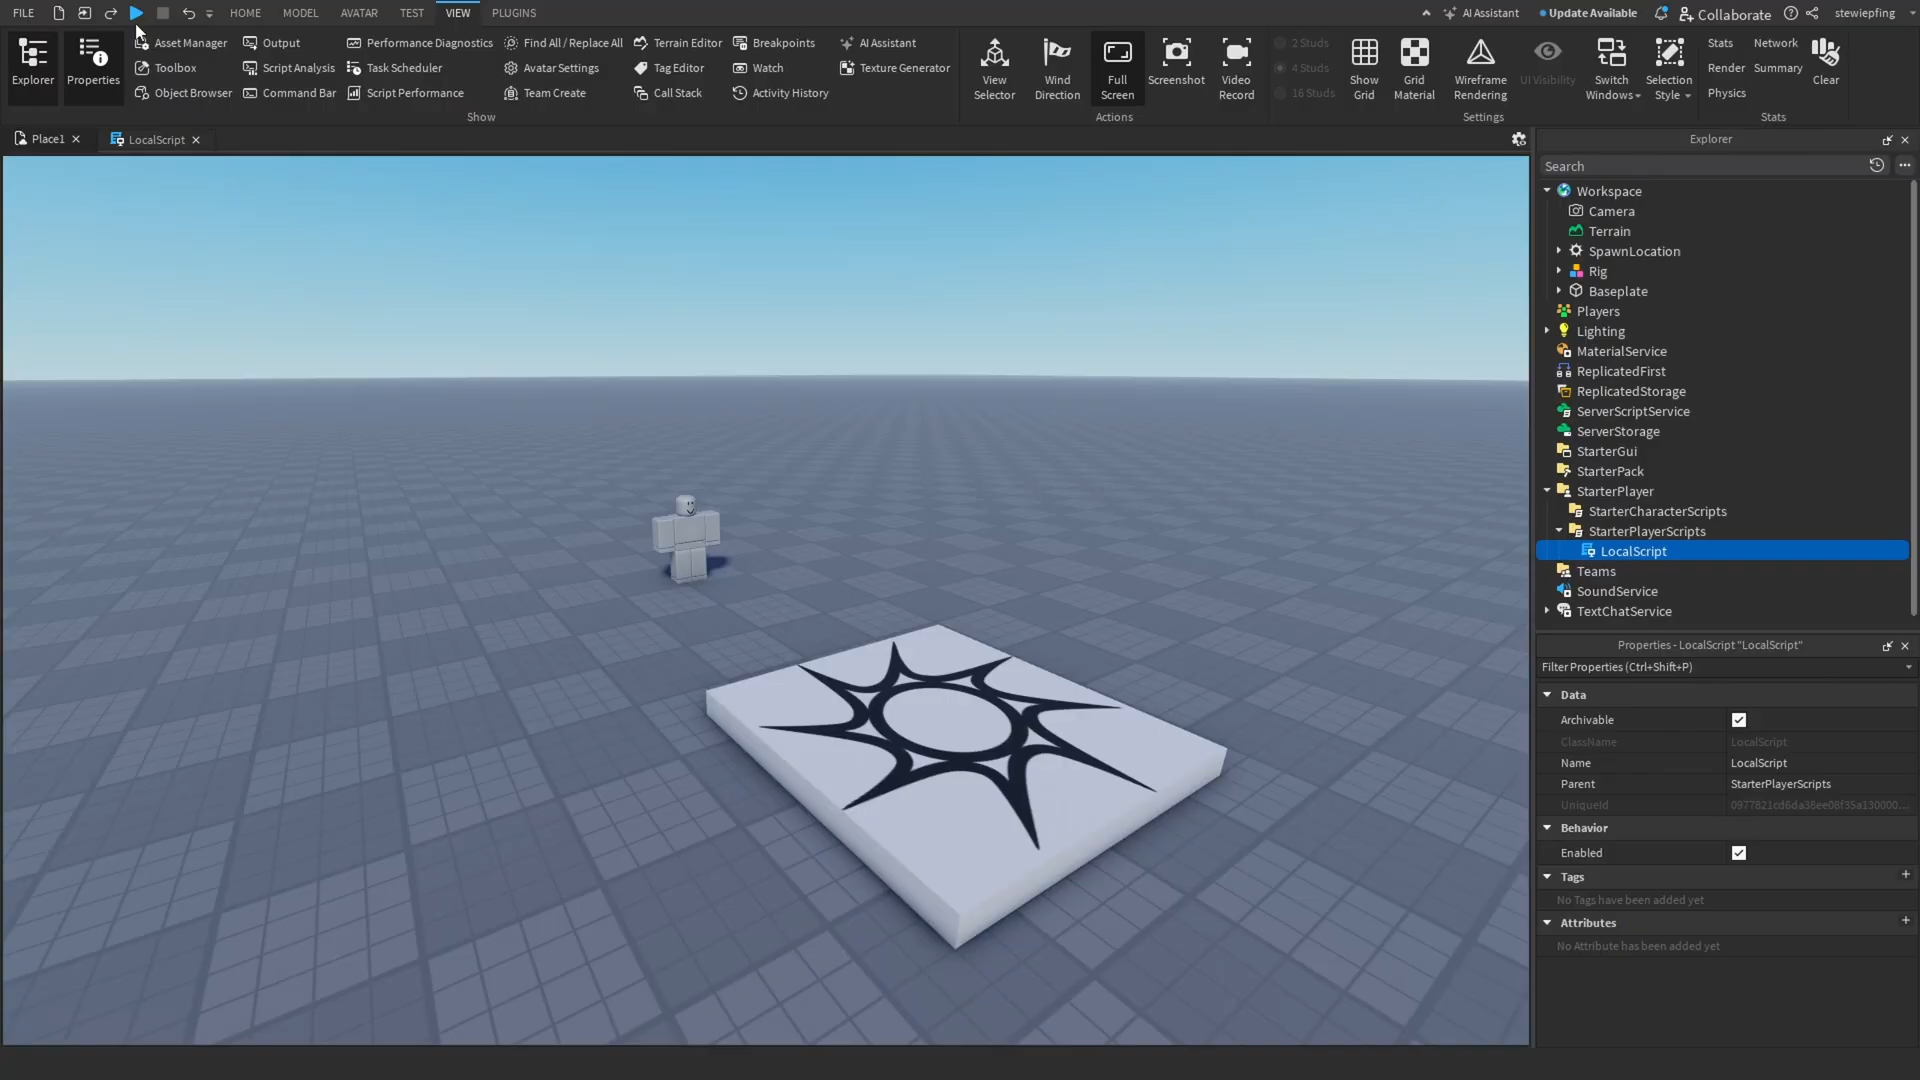 FILE HOME MODEL AVATAR TEST VIEW PLUGINS AI Assistant Update Available Collaborate stewiepfing
Explorer
Properties
Asset Manager
Toolbox
Object Browser
Output
Script Analysis
Command Bar
Performance Diagnostics
Task Scheduler
Script Performance
Find All / Replace All
Avatar Settings
Team Create
Terrain Editor
Tag Editor
Call Stack
Breakpoints
Watch
Activity History
AI Assistant
Texture Generator
Show
View
Selector
Wind
Direction
Full
Screen
Screenshot
Video
Record
Actions
2 Studs
4 Studs
16 Studs
Show
Grid
Grid
Material
Wireframe
Rendering
UI Visibility
Switch
Windows
Selection
Style
Settings
Stats
Render
Physics
Network
Summary
Clear
Stats
Place1
LocalScript
Explorer
Search
Workspace
Camera
Terrain
SpawnLocation
Rig
Baseplate
Players
Lighting
MaterialService
ReplicatedFirst
ReplicatedStorage
ServerScriptService
ServerStorage
StarterGui
StarterPack
StarterPlayer
StarterCharacterScripts
StarterPlayerScripts
LocalScript
Teams
SoundService
TextChatService
Properties - LocalScript "LocalScript"
Filter Properties (Ctrl+Shift+P)
Data
Archivable
ClassName LocalScript
Name LocalScript
Parent StarterPlayerScripts
UniqueId
Behavior
Enabled
Tags
No Tags have been added yet
Attributes
No Attribute has been added yet